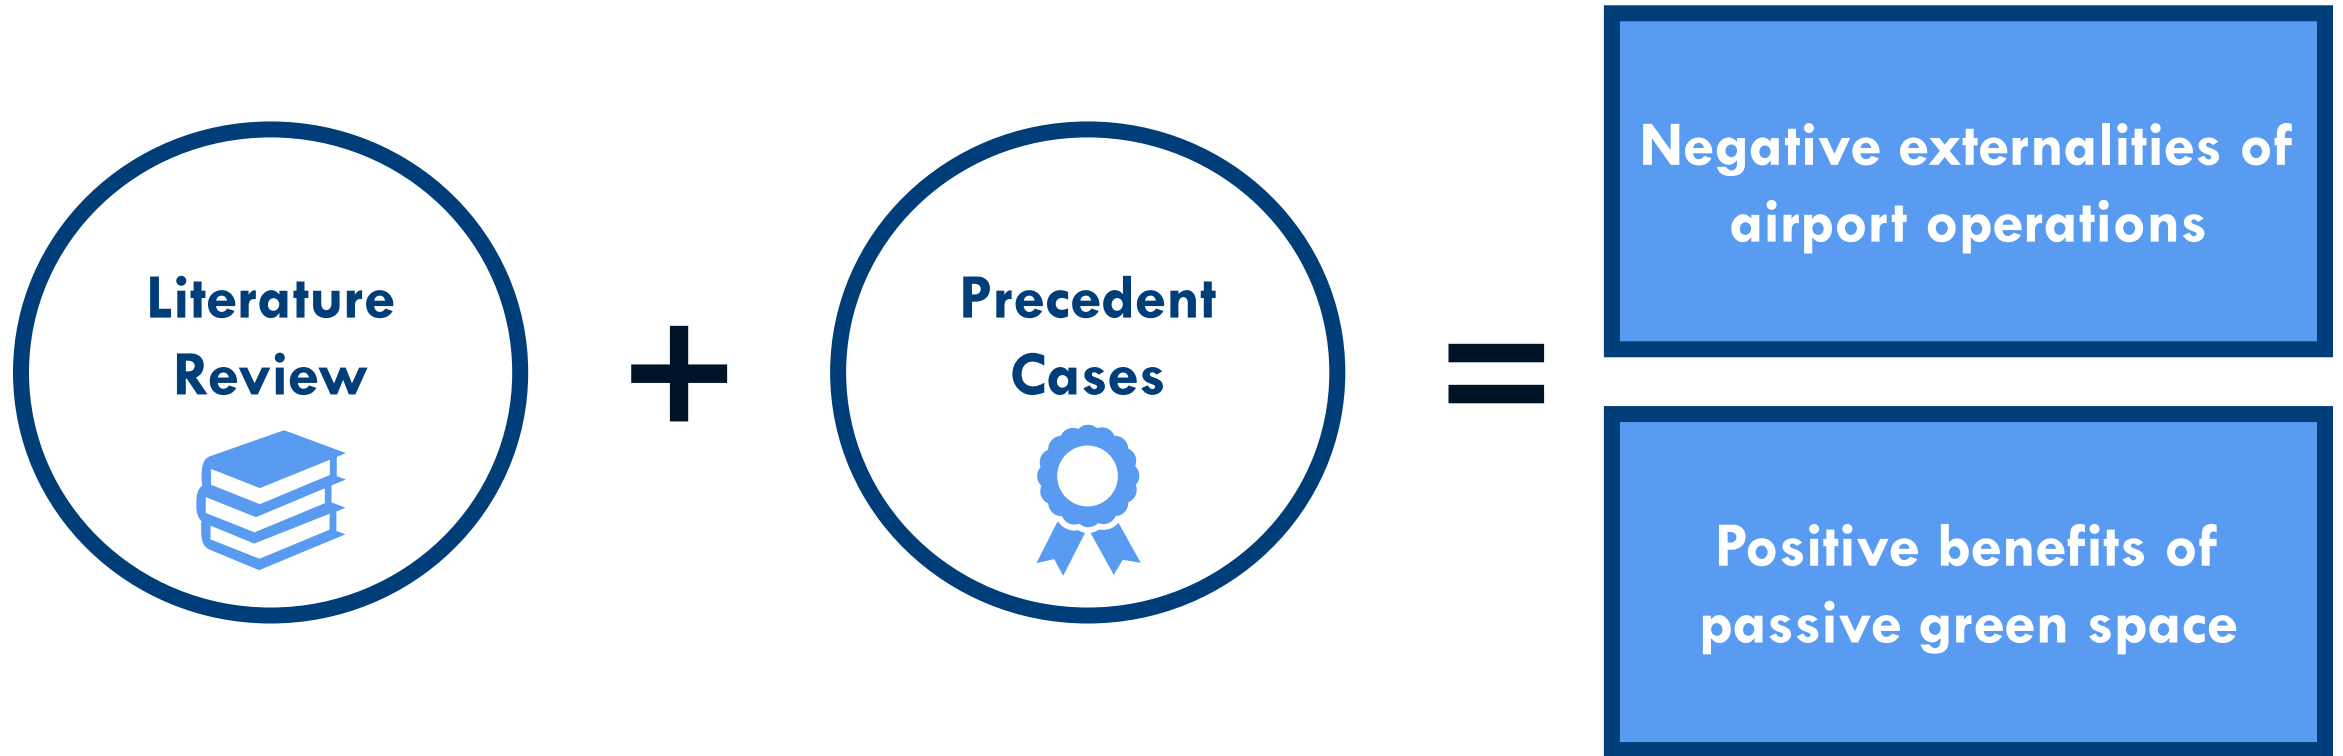 Literature
Review
+
Precedent
Cases
=
Negative externalities of
airport operations
Positive benefits of
passive green space